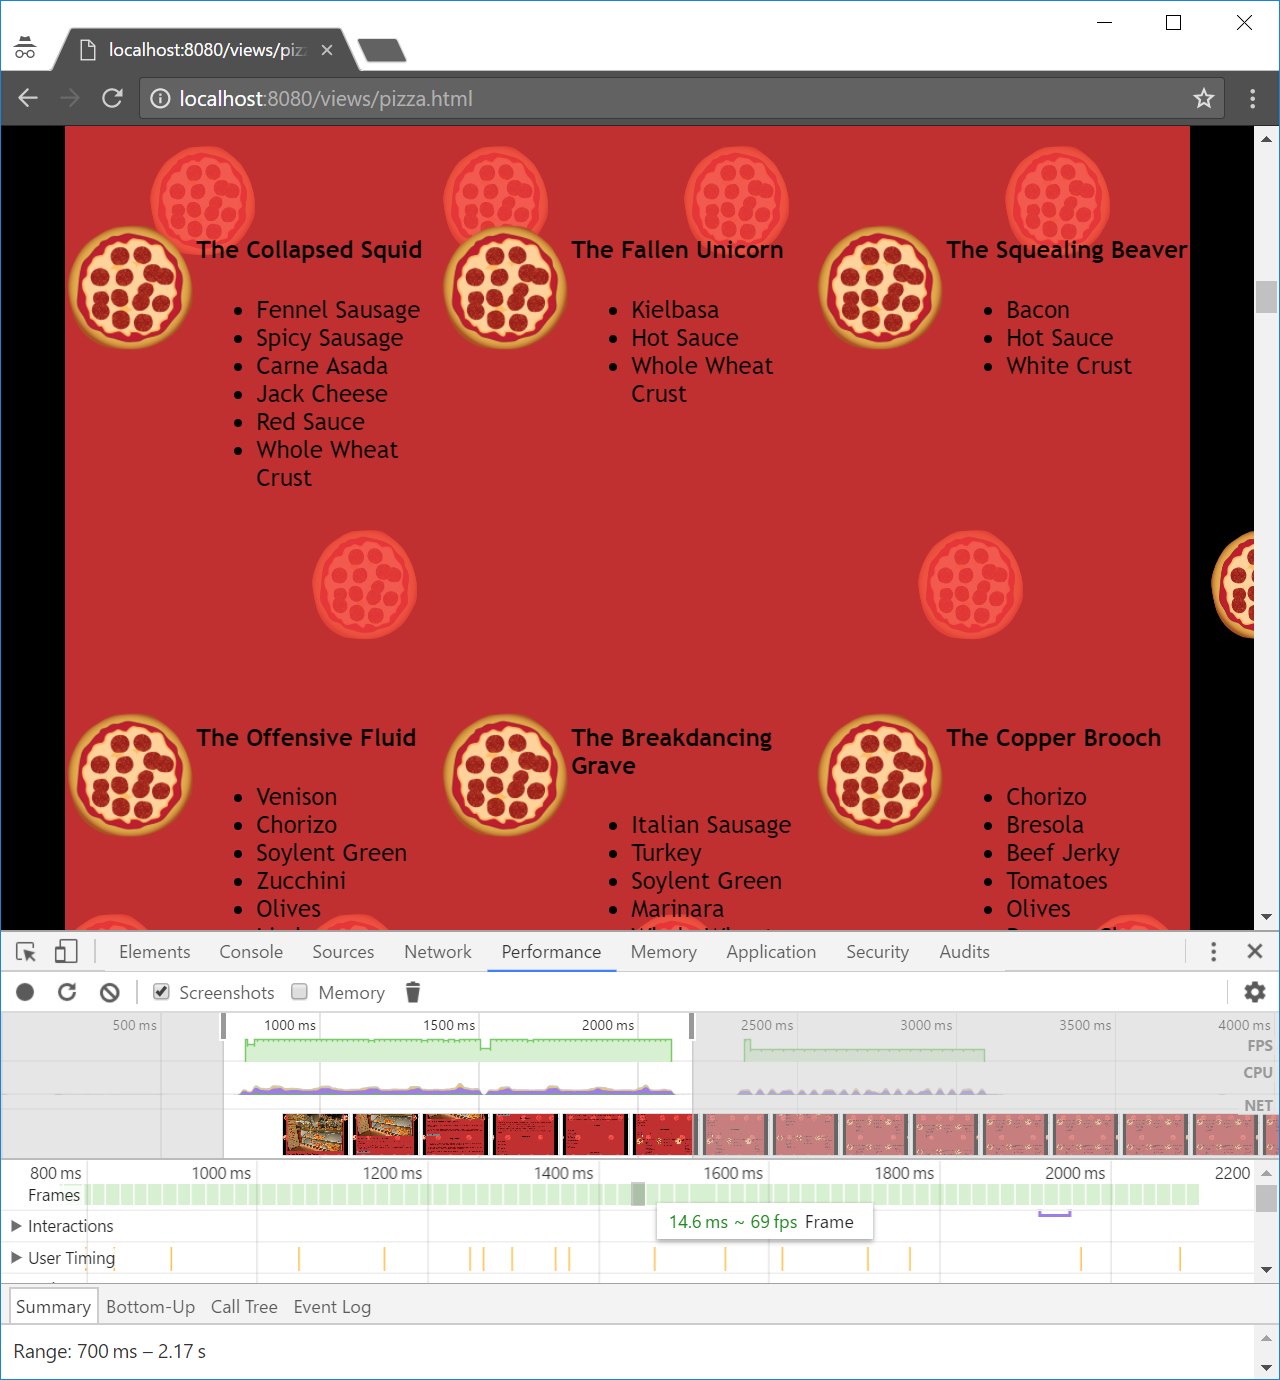 localhost:8080/views/piz
localhost:8080/views/pizza.html
The Collapsed Squid
Fennel Sausage
Spicy Sausage
Carne Asada
Jack Cheese
Red Sauce
Whole Wheat
Crust
The Fallen Unicorn
Kielbasa
Hot Sauce
Whole Wheat
Crust
The Squealing Beaver
Bacon
Hot Sauce
White Crust
The Offensive Fluid
Venison
Chorizo
Soylent Green
Zucchini
Olives
The Breakdancing
Grave
Italian Sausage
Turkey
Soylent Green
Marinara
The Copper Brooch
Chorizo
Bresola
Beef Jerky
Tomatoes
Olives
Elements Console Sources Network Performance Memory Application Security Audits
Screenshots Memory
500 ms 1000 ms 1500 ms 2000 ms 2500 ms 3000 ms 3500 ms 4000 ms
FPS
CPU
NET
800 ms 1000 ms 1200 ms 1400 ms 1600 ms 1800 ms 2000 ms 2200
Frames
14.6 ms ~ 69 fps Frame
Interactions
User Timing
Summary Bottom-Up Call Tree Event Log
Range: 700 ms – 2.17 s